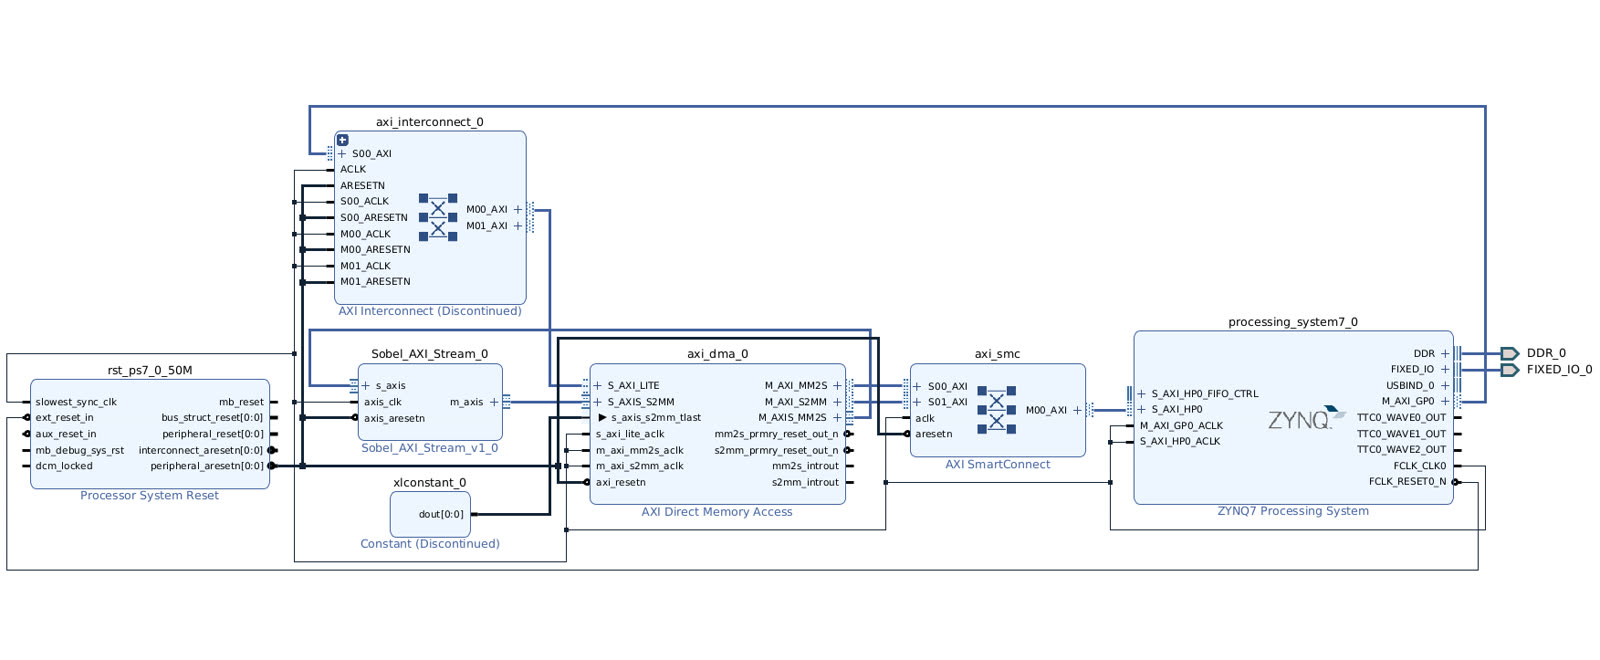 axi_interconnect_0
S00_AXI
ACLK
ARESETN
S00_ACLK
S00_ARESETN
M00_ACLK
M00_ARESETN
M01_ACLK
M01_ARESETN
M00_AXI
M01_AXI
AXI Interconnect (Discontinued)
rst_ps7_0_50M
slowest_sync_clk
ext_reset_in
aux_reset_in
mb_debug_sys_rst
dcm_locked
mb_reset
bus_struct_reset[0:0]
peripheral_reset[0:0]
interconnect_aresetn[0:0]
peripheral_aresetn[0:0]
Processor System Reset
Sobel_AXI_Stream_0
s_axis
axis_clk
axis_aresetn
m_axis
Sobel_AXI_Stream_v1_0
xlconstant_0
dout[0:0]
Constant (Discontinued)
axi_dma_0
S_AXI_LITE
S_AXIS_S2MM
s_axis_s2mm_tlast
s_axi_lite_aclk
m_axi_mm2s_aclk
m_axi_s2mm_aclk
axi_resetn
M_AXI_MM2S
M_AXI_S2MM
M_AXIS_MM2S
mm2s_prmry_reset_out_n
s2mm_prmry_reset_out_n
mm2s_introut
s2mm_introut
AXI Direct Memory Access
axi_smc
S00_AXI
S01_AXI
aclk
aresetn
M00_AXI
AXI SmartConnect
processing_system7_0
S_AXI_HP0_FIFO_CTRL
S_AXI_HP0
M_AXI_GP0_ACLK
S_AXI_HP0_ACLK
ZYNQ
DDR
FIXED_IO
USBIND_0
M_AXI_GP0
TTC0_WAVE0_OUT
TTC0_WAVE1_OUT
TTC0_WAVE2_OUT
FCLK_CLK0
FCLK_RESET0_N
ZYNQ7 Processing System
DDR_0
FIXED_IO_0